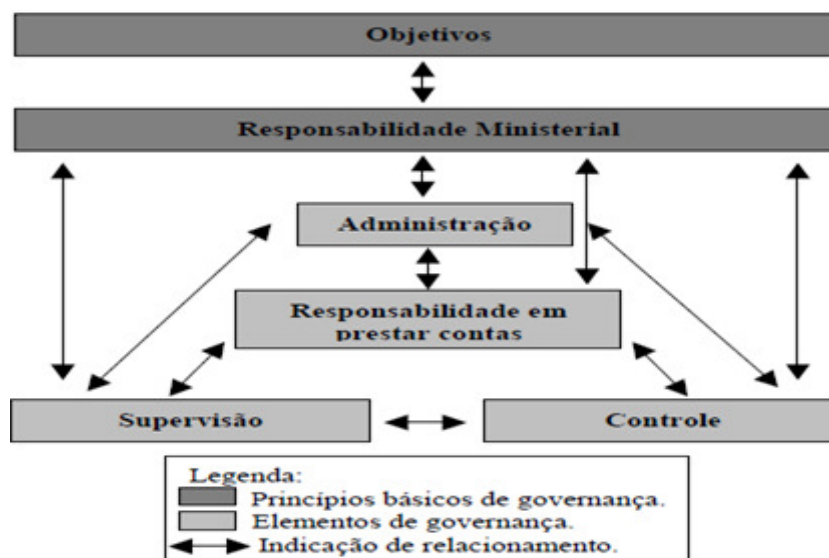 Objetivos
Responsabilidade Ministerial
Administração
Responsabilidade em
prestar contas
Supervisão
Controle
Legenda:
Princípios básicos de governança.
Elementos de governança.
Indicação de relacionamento.